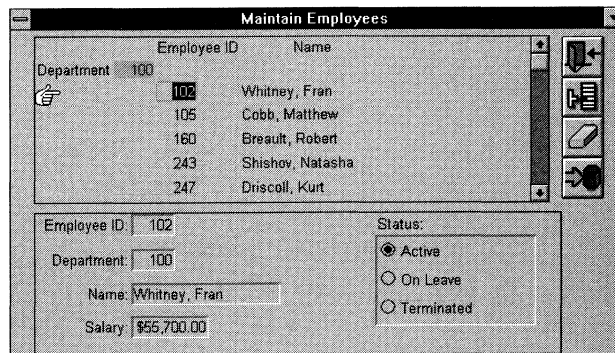 Maintain Employees
Employee ID Name
Department 100
102 Whitney, Fran
105 Cobb, Matthew
160 Breault, Robert
243 Shishov, Natasha
247 Driscoll, Kurt
Employee ID: 102
Department: 100
Name: Whitney, Fran
Salary: $55,700.00
Status:
Active
On Leave
Terminated